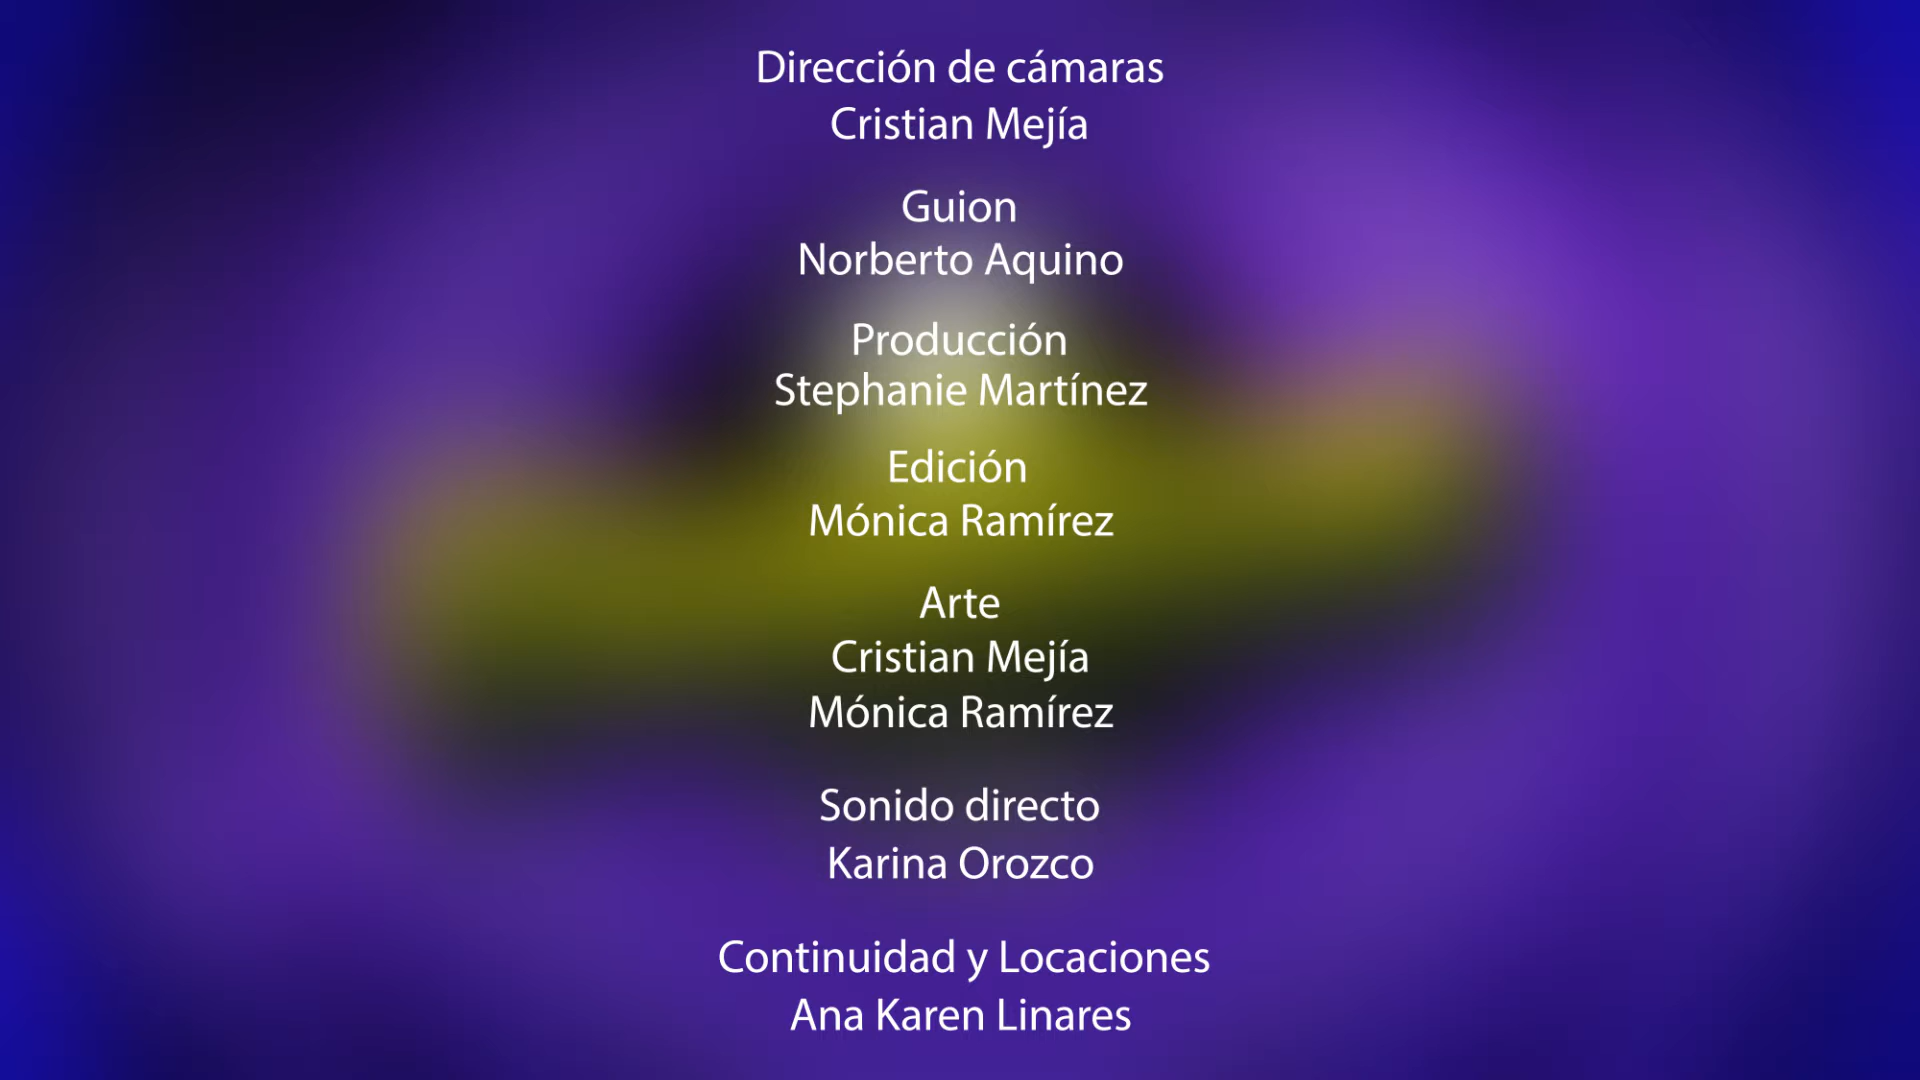 Dirección de cámaras
Cristian Mejía
Guion
Norberto Aquino
Producción
Stephanie Martínez
Edición
Mónica Ramírez
Arte
Cristian Mejía
Mónica Ramírez
Sonido directo
Karina Orozco
Continuidad y Locaciones
Ana Karen Linares